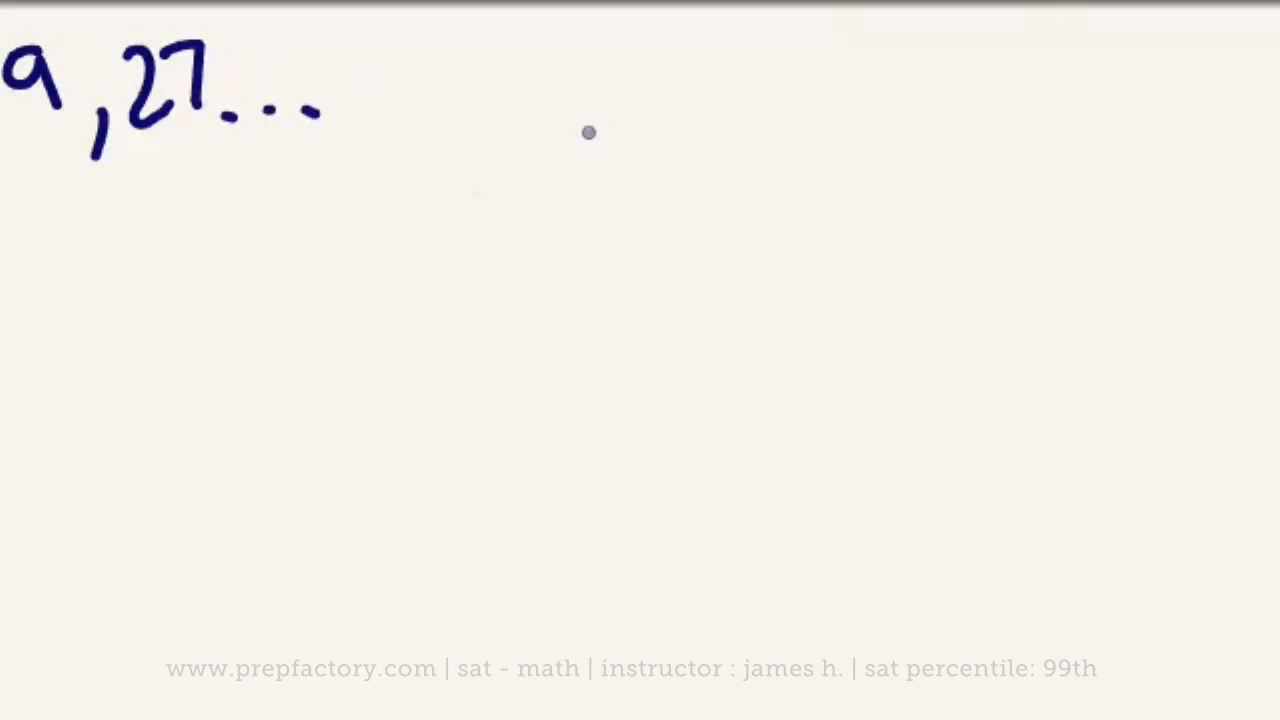 9, 27...
www.prepfactory.com | sat - math | instructor : james h. | sat percentile: 99th